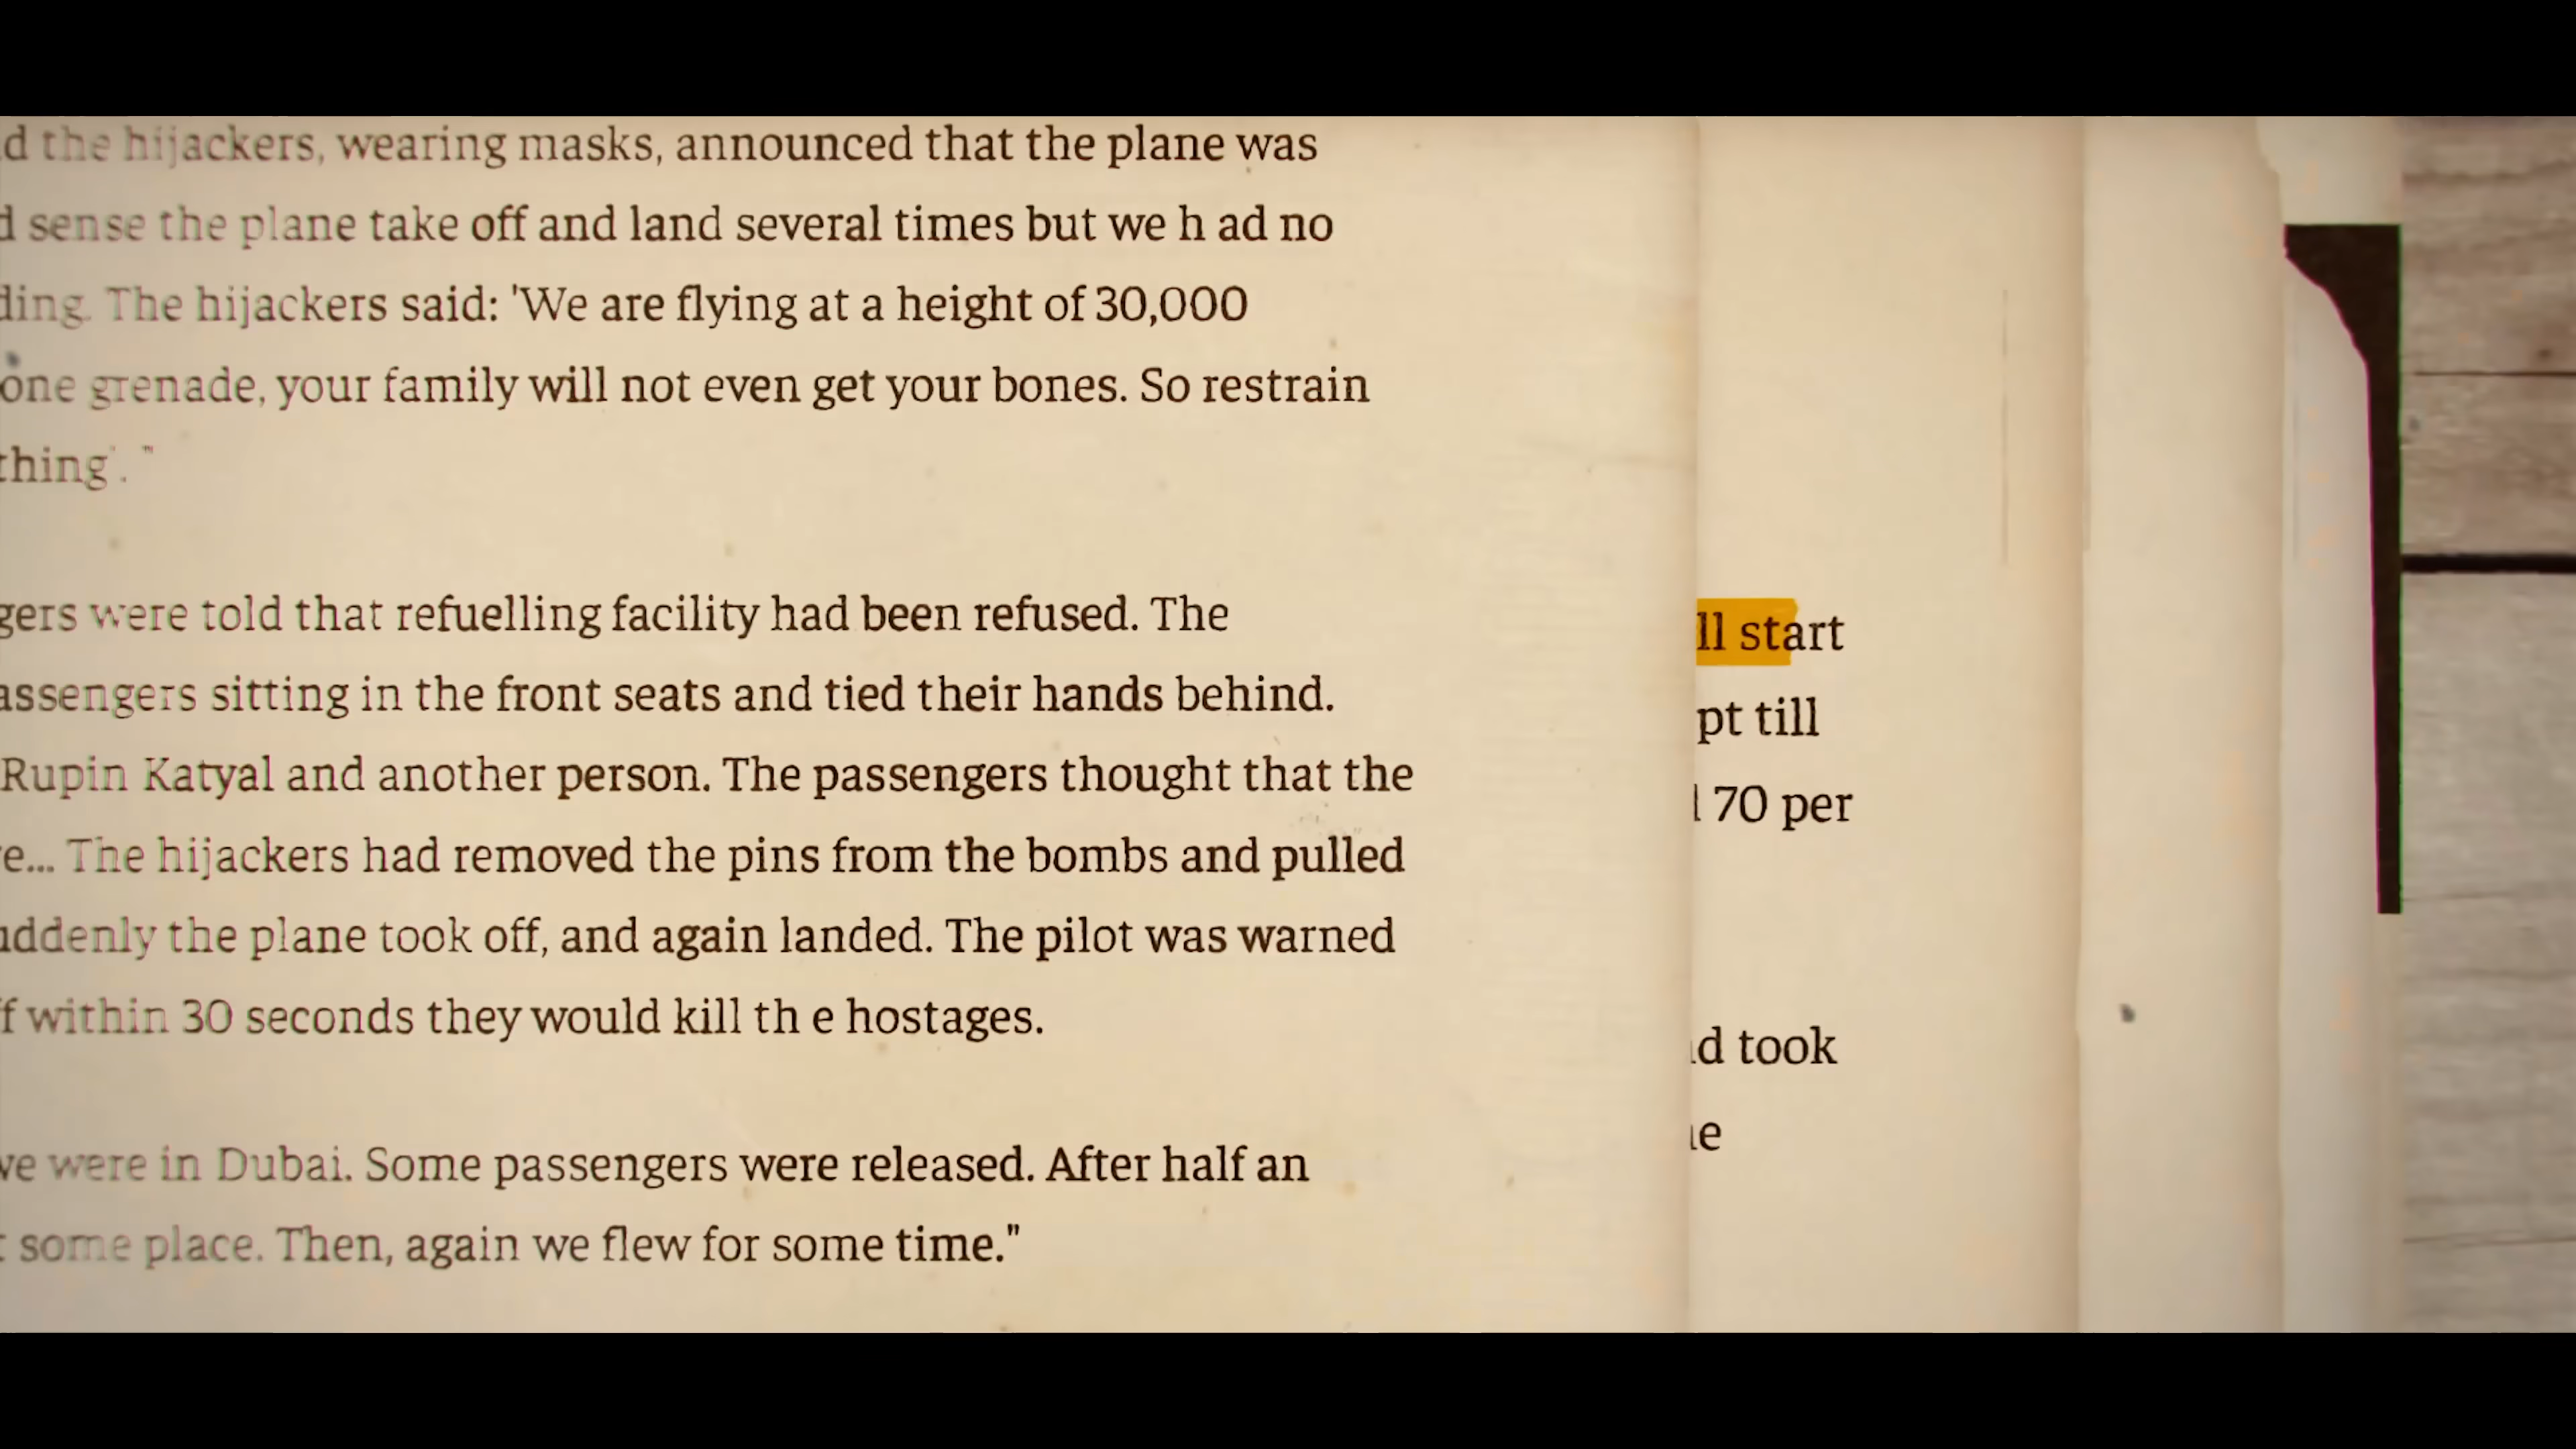 d the hijackers, wearing masks, announced that the plane was
d sense the plane take off and land several times but we h ad no
ding. The hijackers said: 'We are flying at a height of 30,000
one grenade, your family will not even get your bones. So restrain
thing'. "
gers were told that refuelling facility had been refused. The
assengers sitting in the front seats and tied their hands behind.
Rupin Katyal and another person. The passengers thought that the
e... The hijackers had removed the pins from the bombs and pulled
uddenly the plane took off, and again landed. The pilot was warned
f within 30 seconds they would kill th e hostages.
we were in Dubai. Some passengers were released. After half an
some place. Then, again we flew for some time."
ll start
pt till
70 per
d took
e